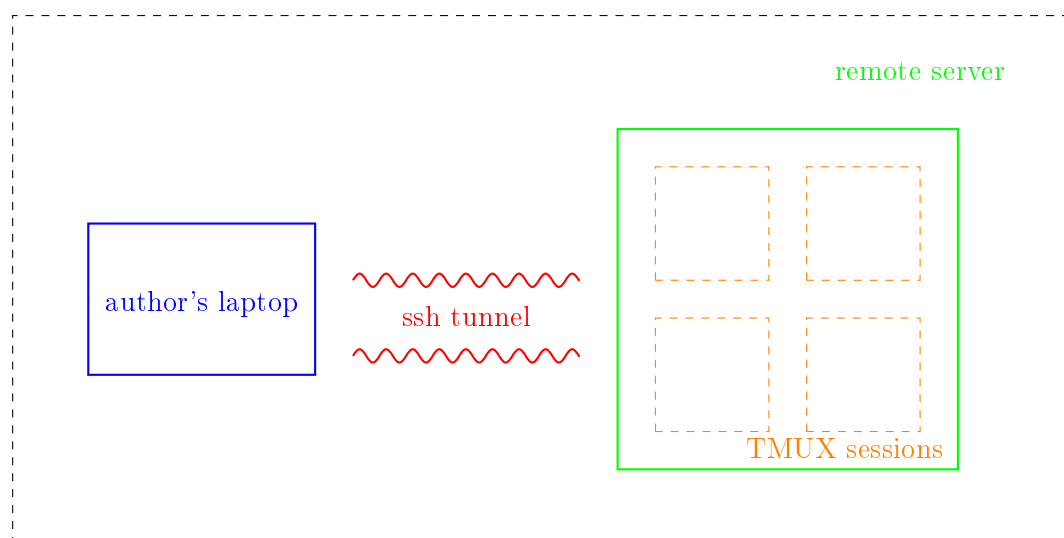 remote server
author's laptop
ssh tunnel
TMUX sessions